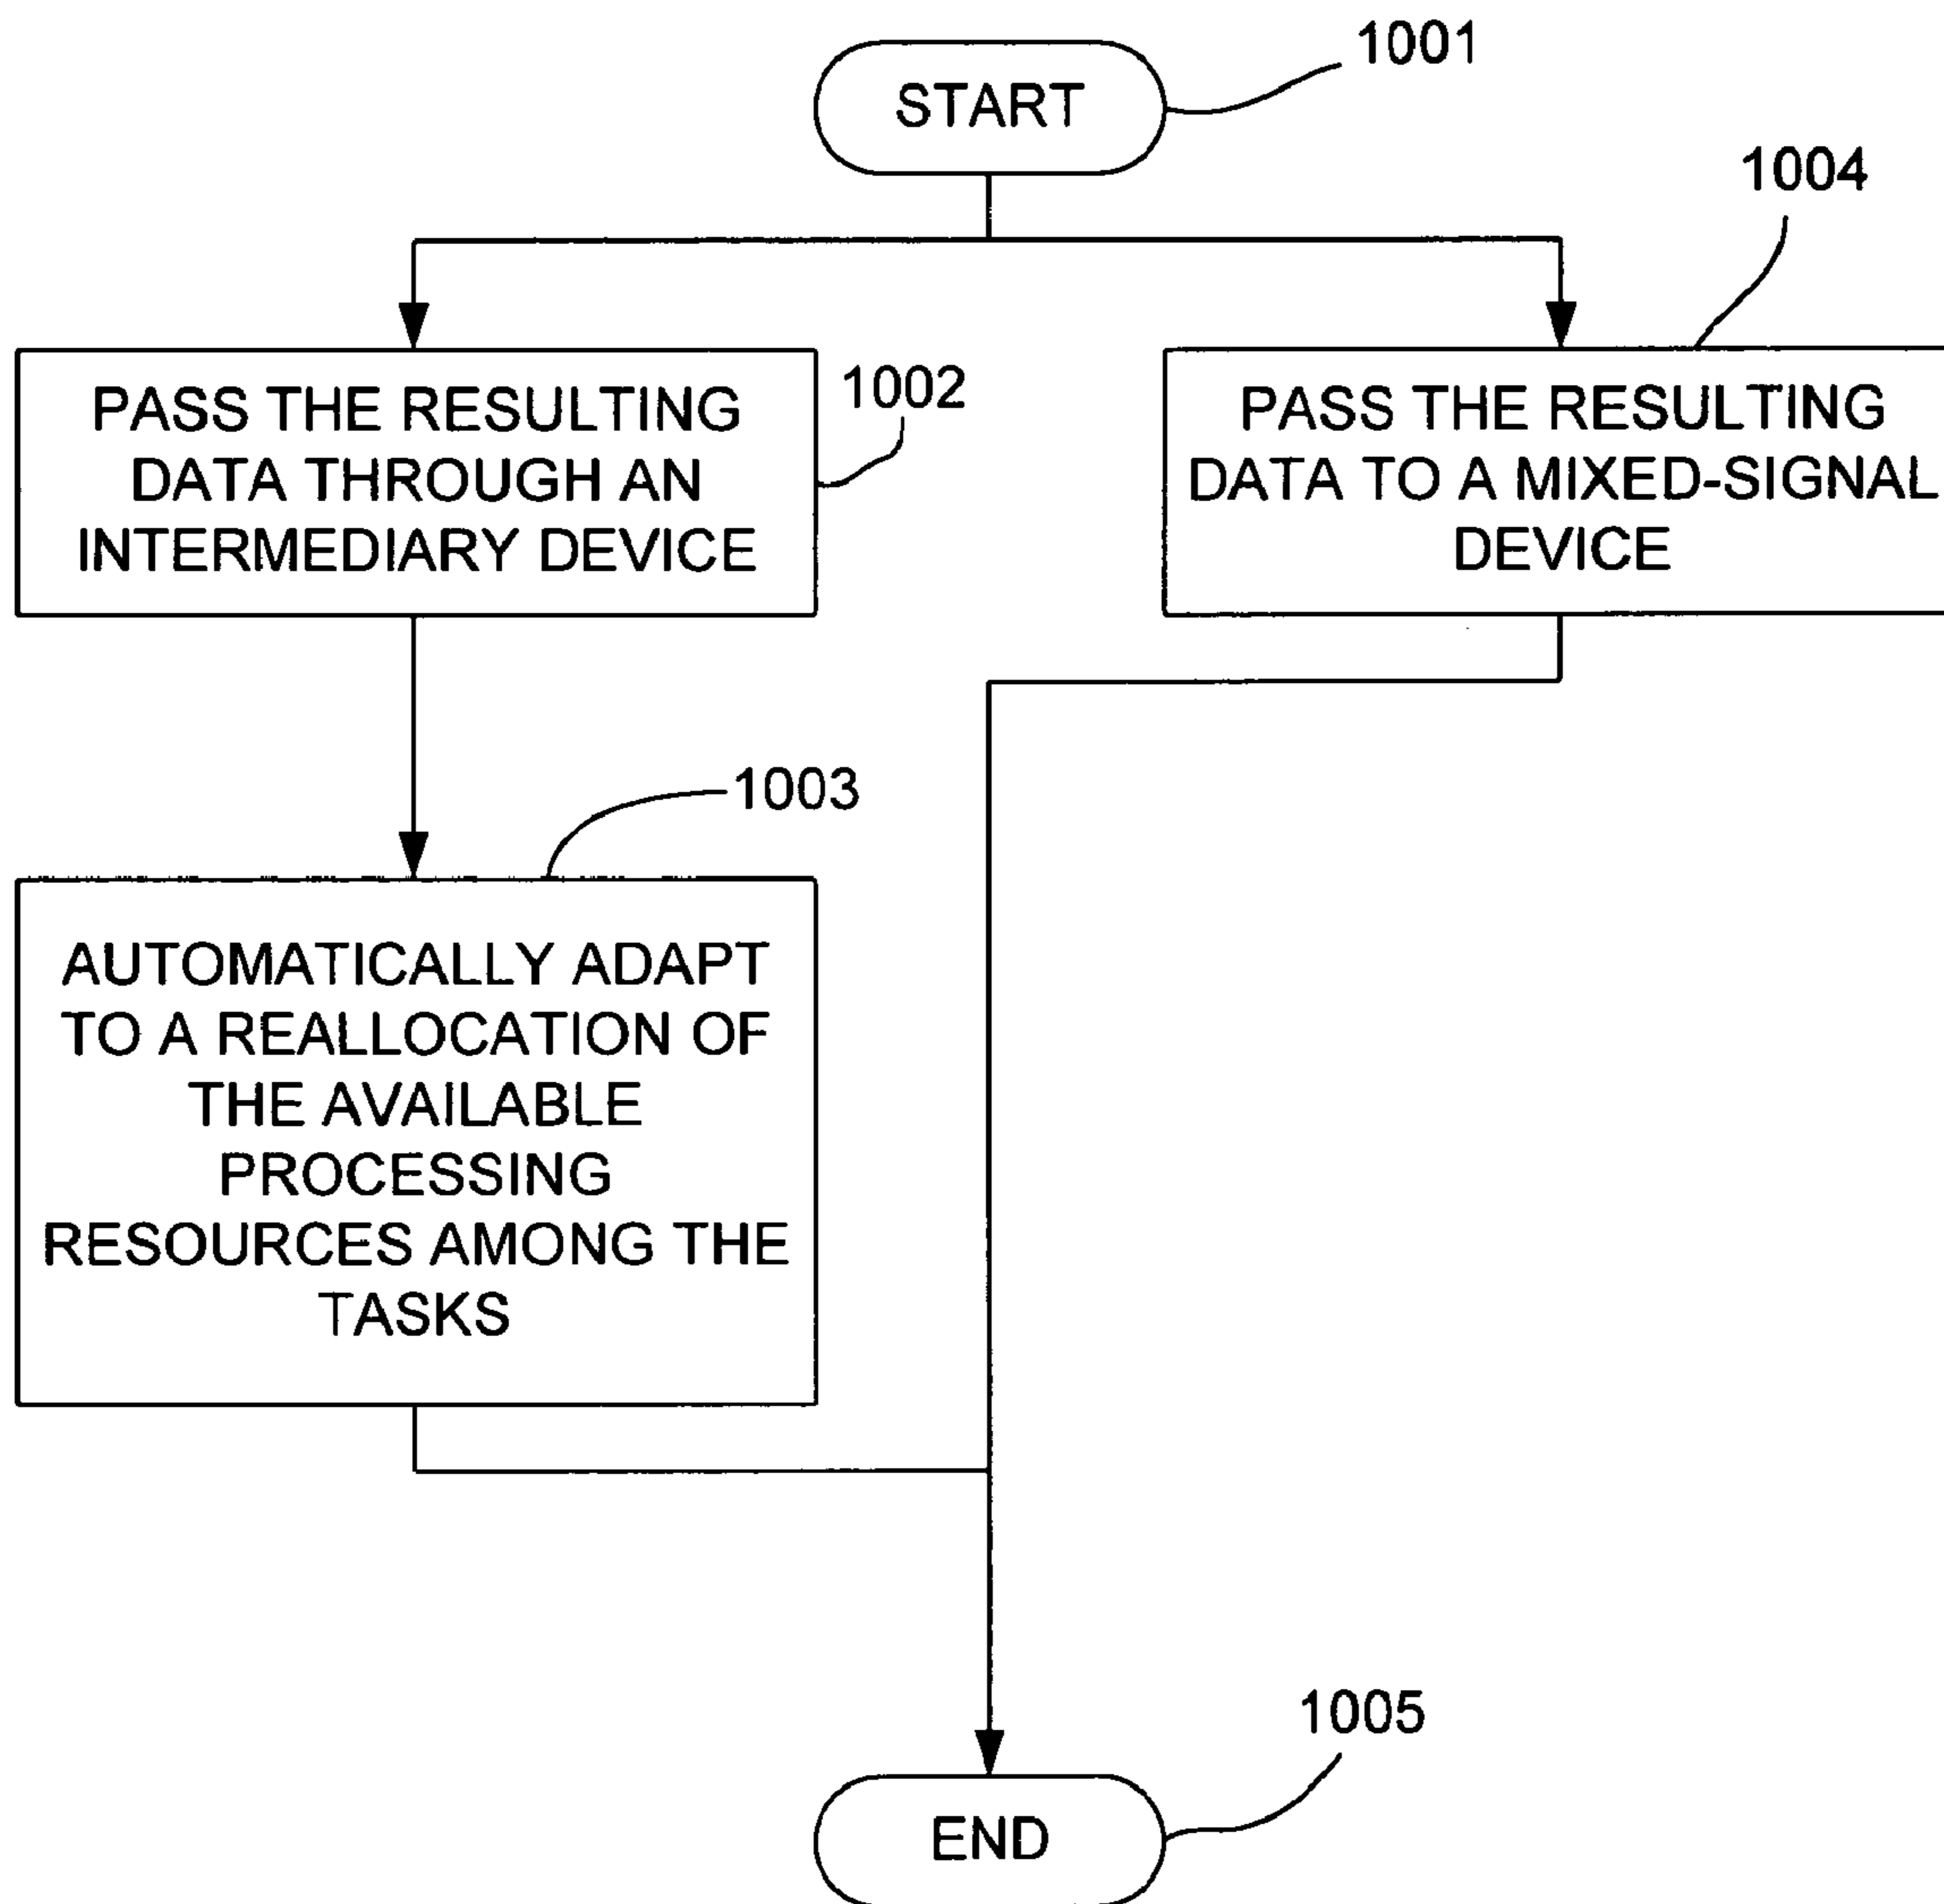 START
1001
1004
PASS THE RESULTING
DATA THROUGH AN
INTERMEDIARY DEVICE
1002
PASS THE RESULTING
DATA TO A MIXED-SIGNAL
DEVICE
1003
AUTOMATICALLY ADAPT
TO A REALLOCATION OF
THE AVAILABLE
PROCESSING
RESOURCES AMONG THE
TASKS
1005
END